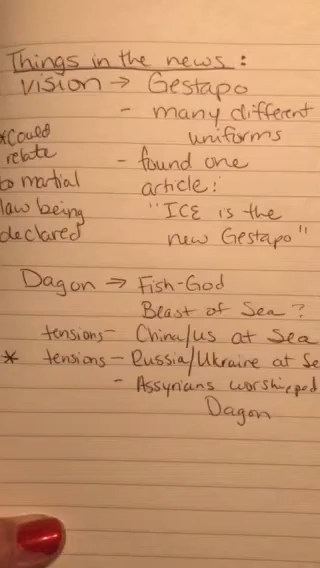 Things in the news:
vision → Gestapo
- many different
uniforms
*Could
relate
to martial
law being
declared
- found one
article:
"ICE is the
new Gestapo"
Dagon → Fish-God
Beast of Sea?
tensions - China/US at Sea
* tensions - Russia/Ukraine at Se
- Assyrians worshipped
Dagon